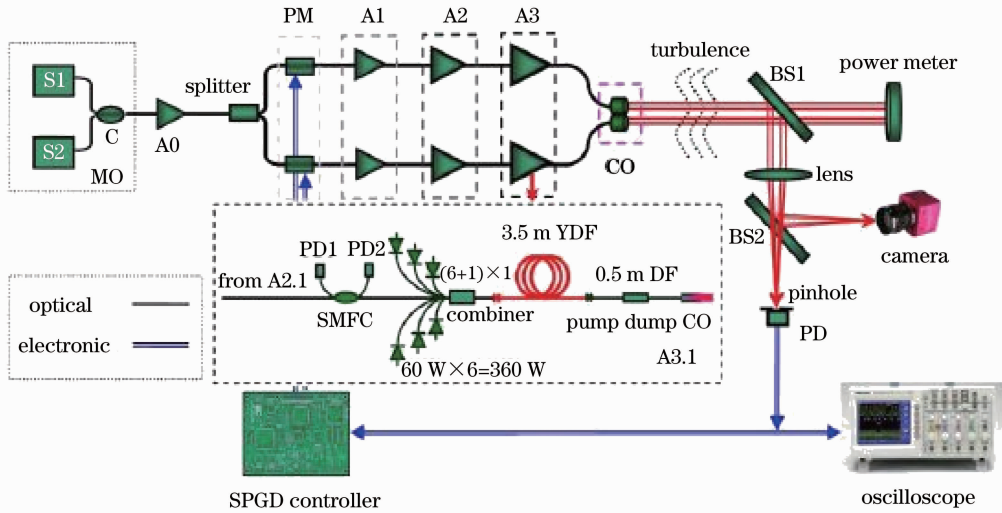 PM
A1
A2
A3
S1
S2
C
MO
A0
splitter
CO
turbulence
BS1
power meter
lens
BS2
camera
pinhole
PD
optical
electronic
from A2.1
PD1
PD2
SMFC
(6+1)×1
combiner
60 W×6=360 W
3.5 m YDF
0.5 m DF
pump dump CO
A3.1
SPGD controller
oscilloscope